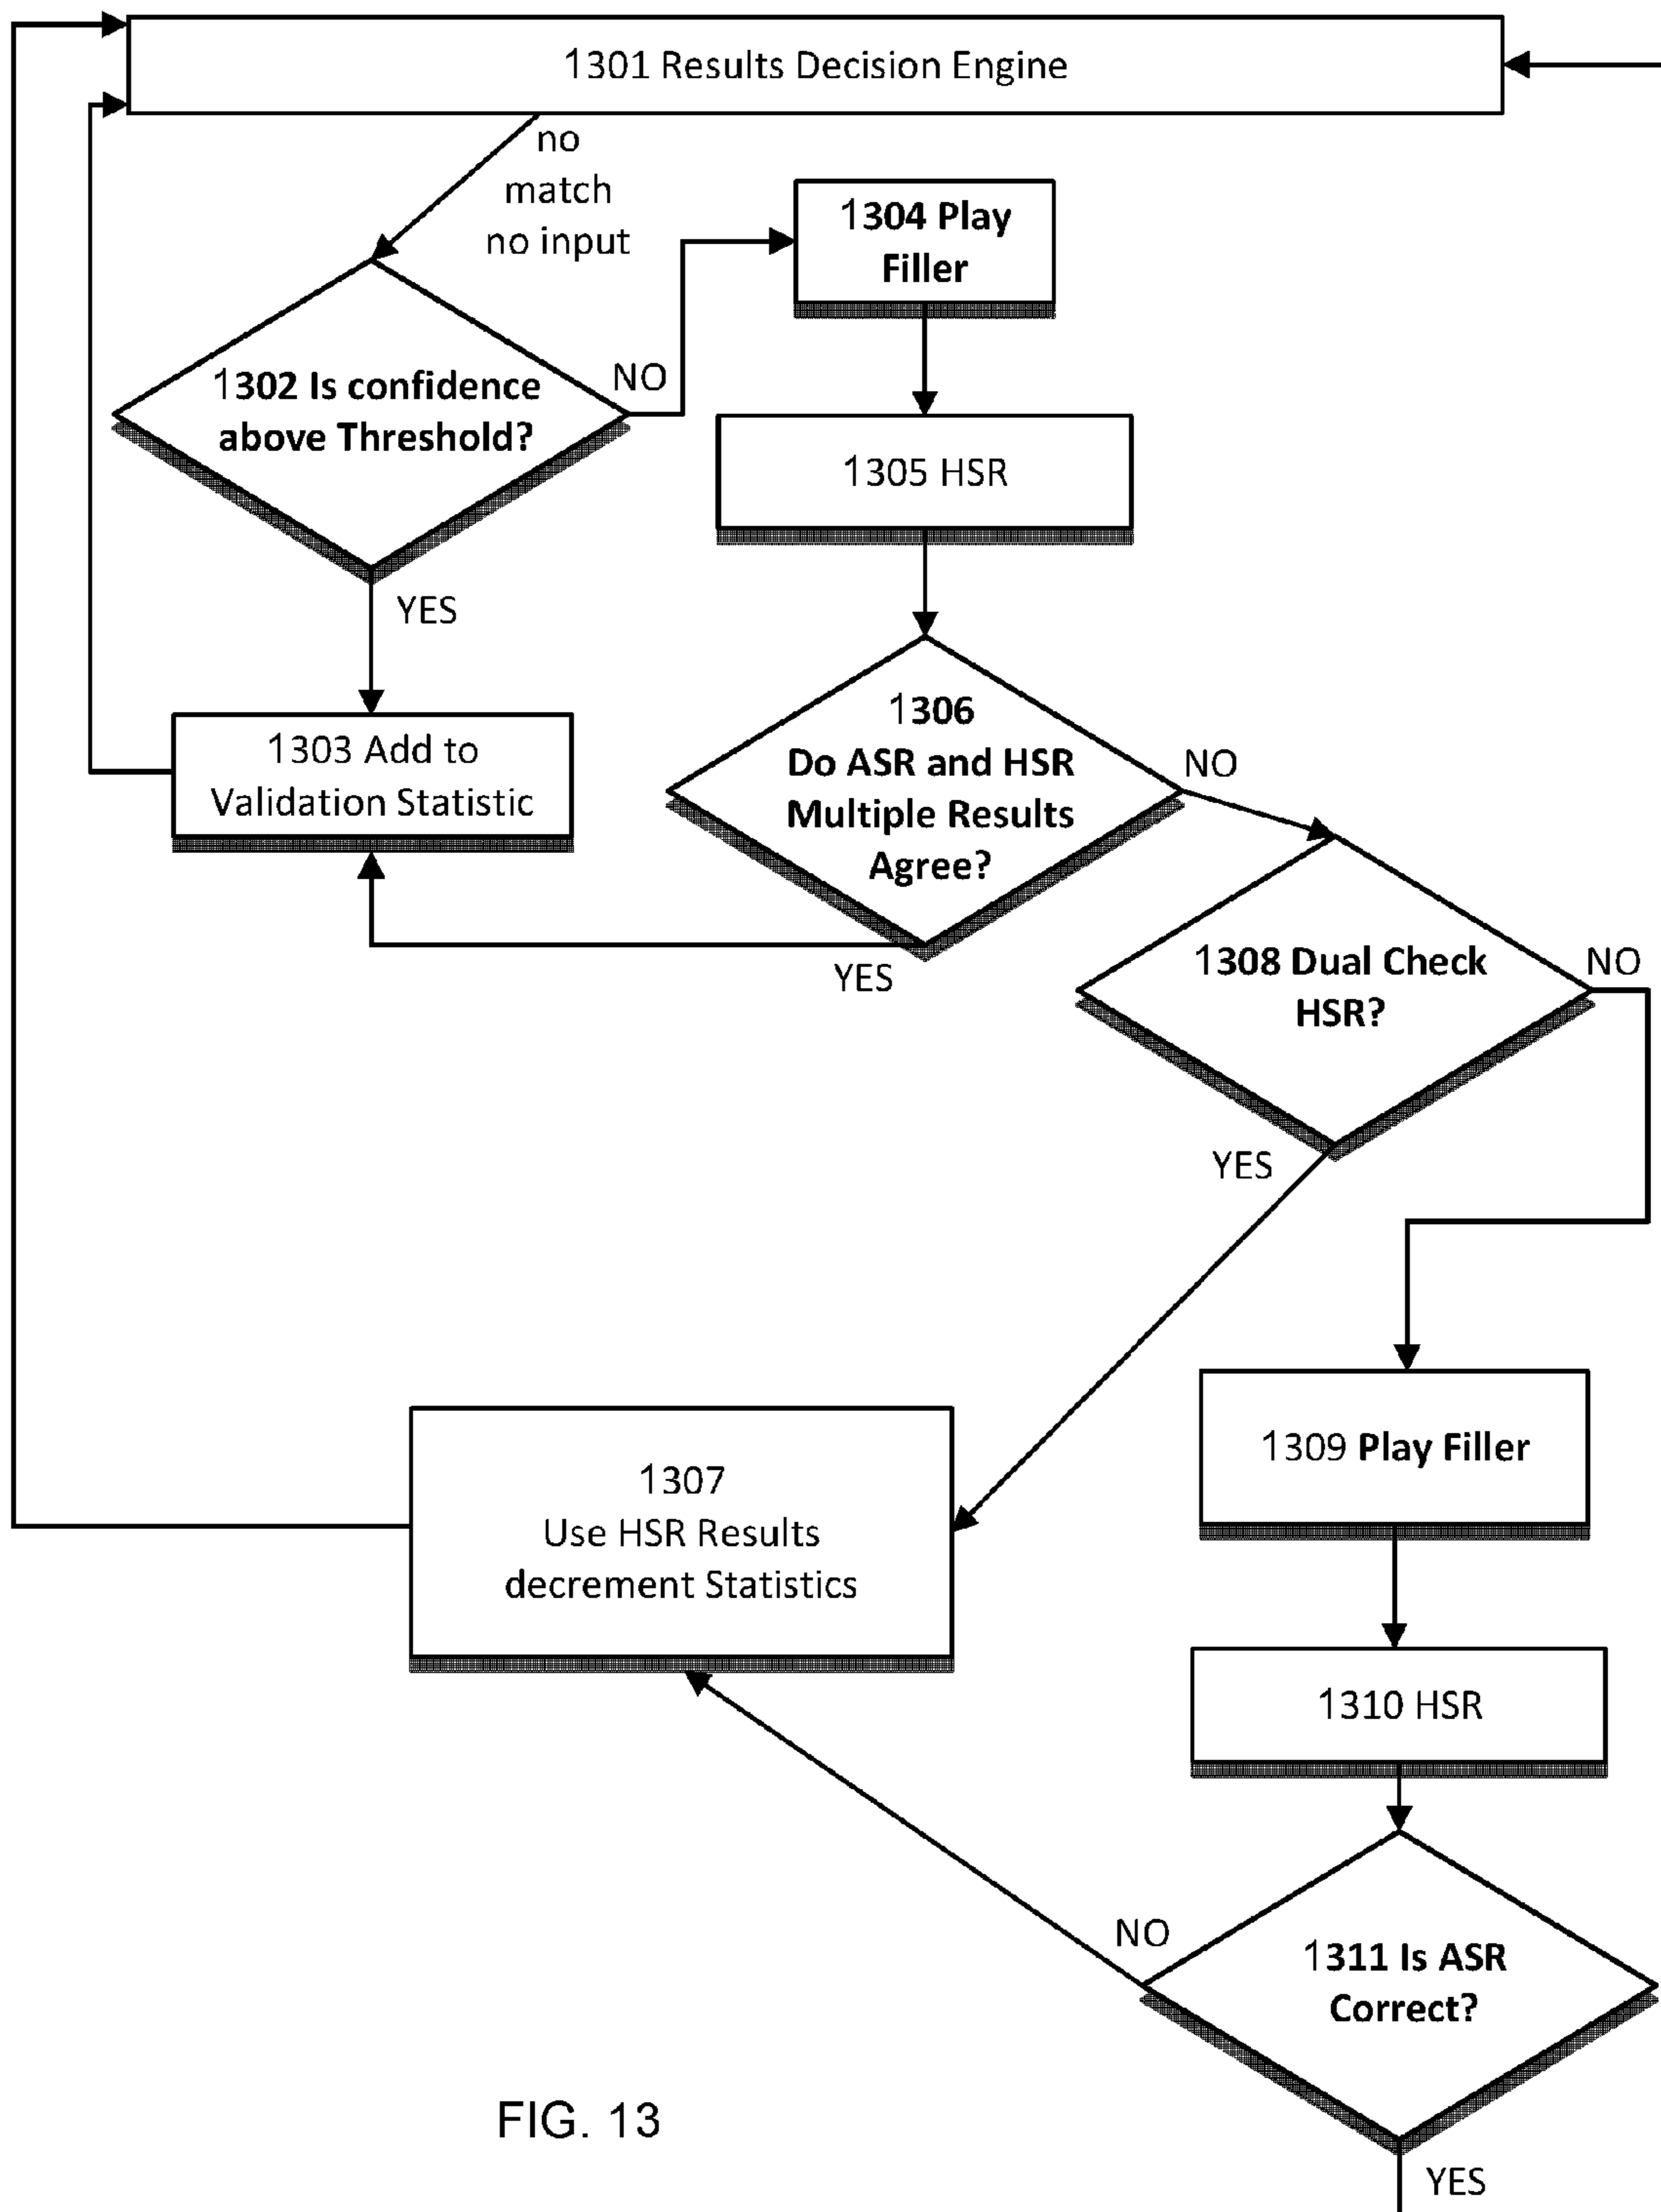 1301 Results Decision Engine
no
match
no input
1304 Play
Filler
1302 Is confidence
above Threshold?
NO
1305 HSR
YES
1303 Add to
Validation Statistic
1306
Do ASR and HSR
Multiple Results
Agree?
NO
YES
1308 Dual Check
HSR?
NO
YES
1309 Play Filler
1307
Use HSR Results
decrement Statistics
1310 HSR
NO
1311 Is ASR
Correct?
YES
FIG. 13